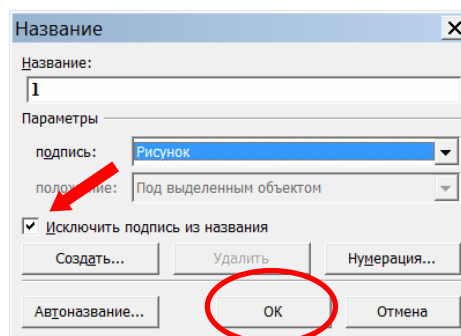 Название
Название:
1
Параметры
подпись: Рисунок
положение: Под выделенным объектом
Исключить подпись из названия
Создать... Удалить Нумерация...
Автоназвание... ОК Отмена